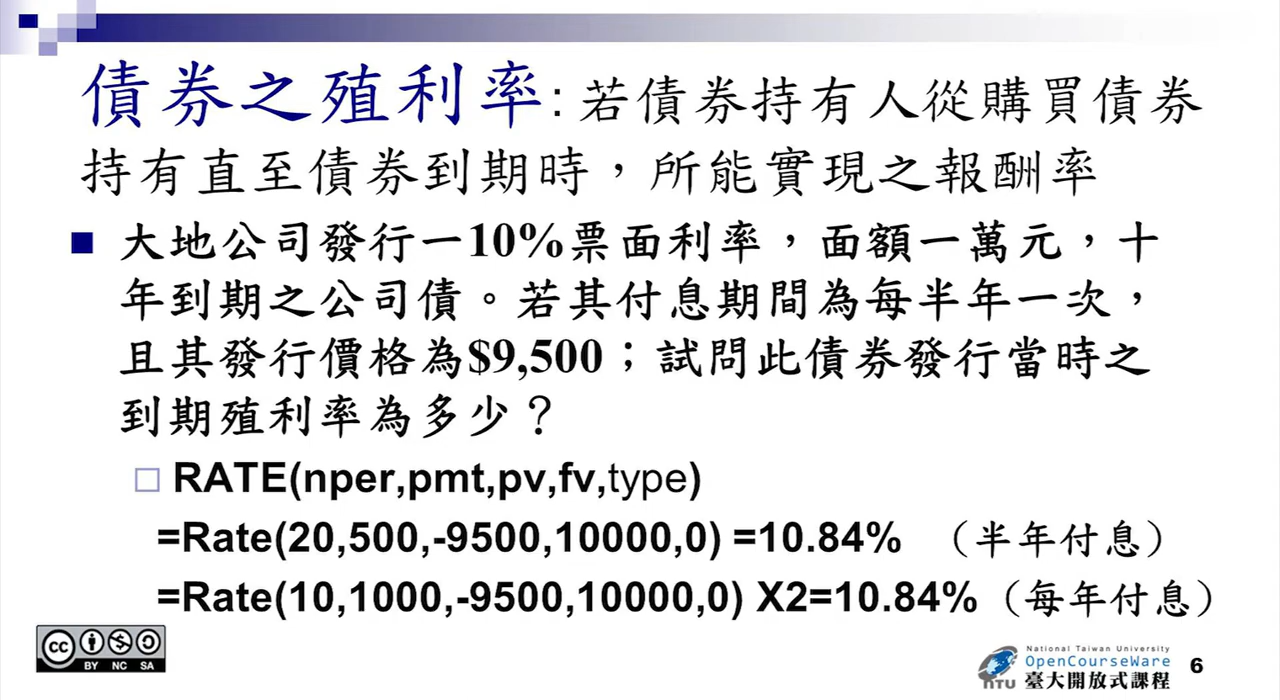 債券之殖利率:若債券持有人從購買債券
持有直至債券到期時,所能實現之報酬率
大地公司發行一10%票面利率,面額一萬元,十
年到期之公司債。若其付息期間為每半年一次,
且其發行價格為$9,500;試問此債券發行當時之
到期殖利率為多少?
RATE(nper,pmt,pv,fv,type)
=Rate(20,500,-9500,10000,0) =10.84% (半年付息)
=Rate(10,1000,-9500,10000,0) X2=10.84% (每年付息)
cc BY NC SA
NTU
National Taiwan University
OpenCourseWare
臺大開放式課程
6